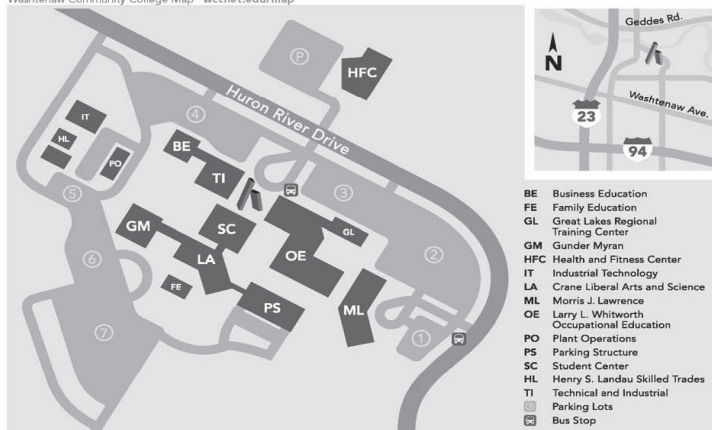 Washtenaw Community College Map wccnet.edu/map
P
HFC
Huron River Drive
4
IT
HL
PO
BE
TI
5
3
GM
SC
GL
2
6
LA
OE
FE
PS
ML
7
1
Geddes Rd.
N
Washtenaw Ave.
23
94
BE Business Education
FE Family Education
GL Great Lakes Regional
Training Center
GM Gunder Myran
HFC Health and Fitness Center
IT Industrial Technology
LA Crane Liberal Arts and Science
ML Morris J. Lawrence
OE Larry L. Whitworth
Occupational Education
PO Plant Operations
PS Parking Structure
SC Student Center
HL Henry S. Landau Skilled Trades
TI Technical and Industrial
Parking Lots
Bus Stop